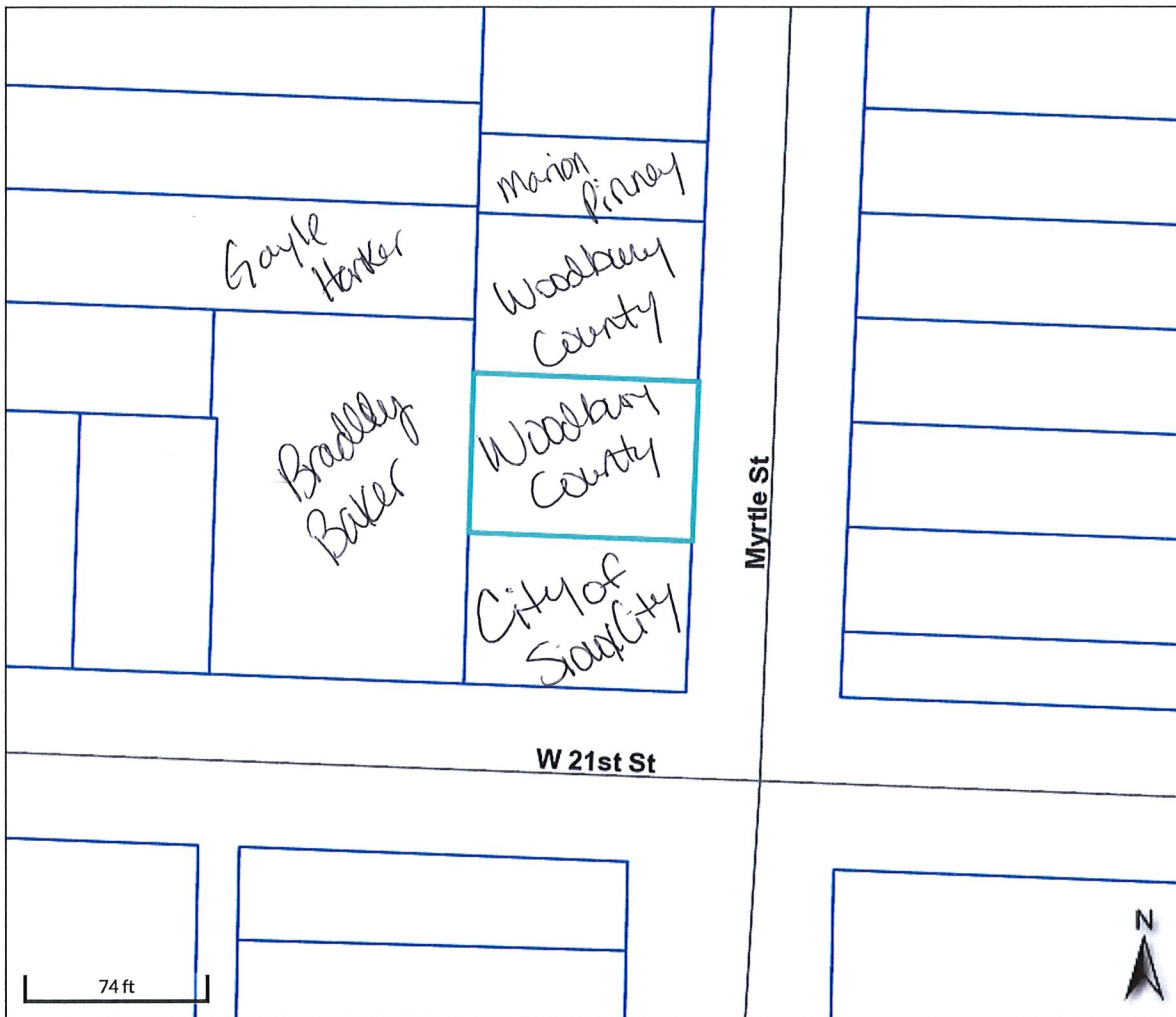 Marion
Pinney
Gayle
Harker
Woodbury
County
Bradley
Baker
Woodbury
County
Myrtle St
City of
Sioux City
W 21st St
74 ft
N